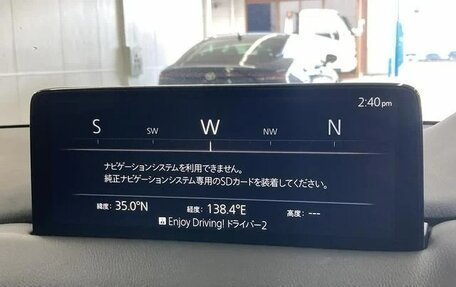 2:40pm
S SW W NW N
ナビゲーションシステムを利用できません。
純正ナビゲーションシステム専用のSDカードを装着してください。
緯度: 35.0°N 経度: 138.4°E 高度: ---
Enjoy Driving! ドライバー2